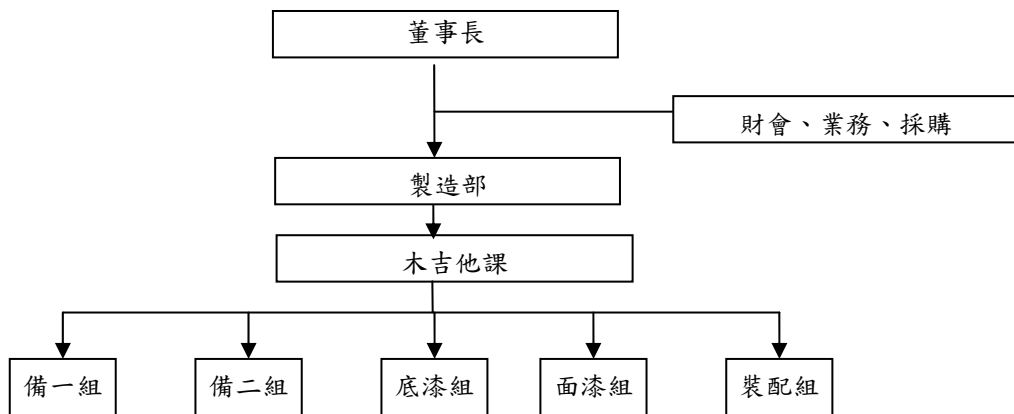 董事長
財會、業務、採購
製造部
木吉他課
備一組
備二組
底漆組
面漆組
裝配組